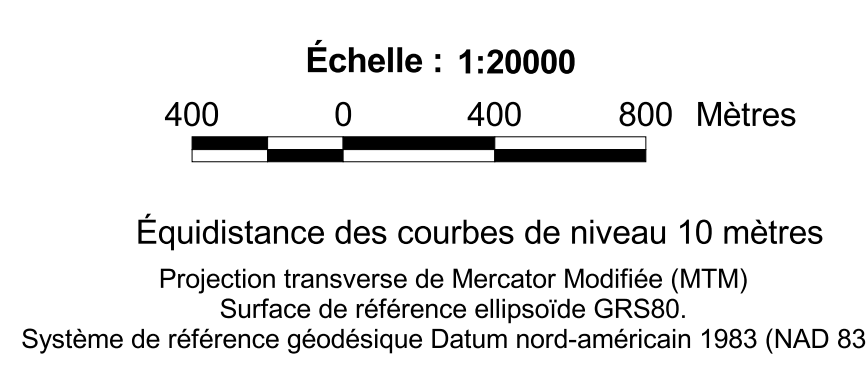 Échelle : 1:20000
400 0 400 800 Mètres
Équidistance des courbes de niveau 10 mètres
Projection transverse de Mercator Modifiée (MTM)
Surface de référence ellipsoïde GRS80.
Système de référence géodésique Datum nord-américain 1983 (NAD 83